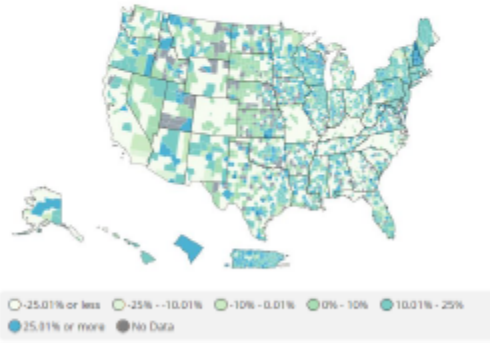 -25.01% or less -25% - -10.01% -10% - 0.01% 0% - 10% 10.01% - 25%
25.01% or more No Data